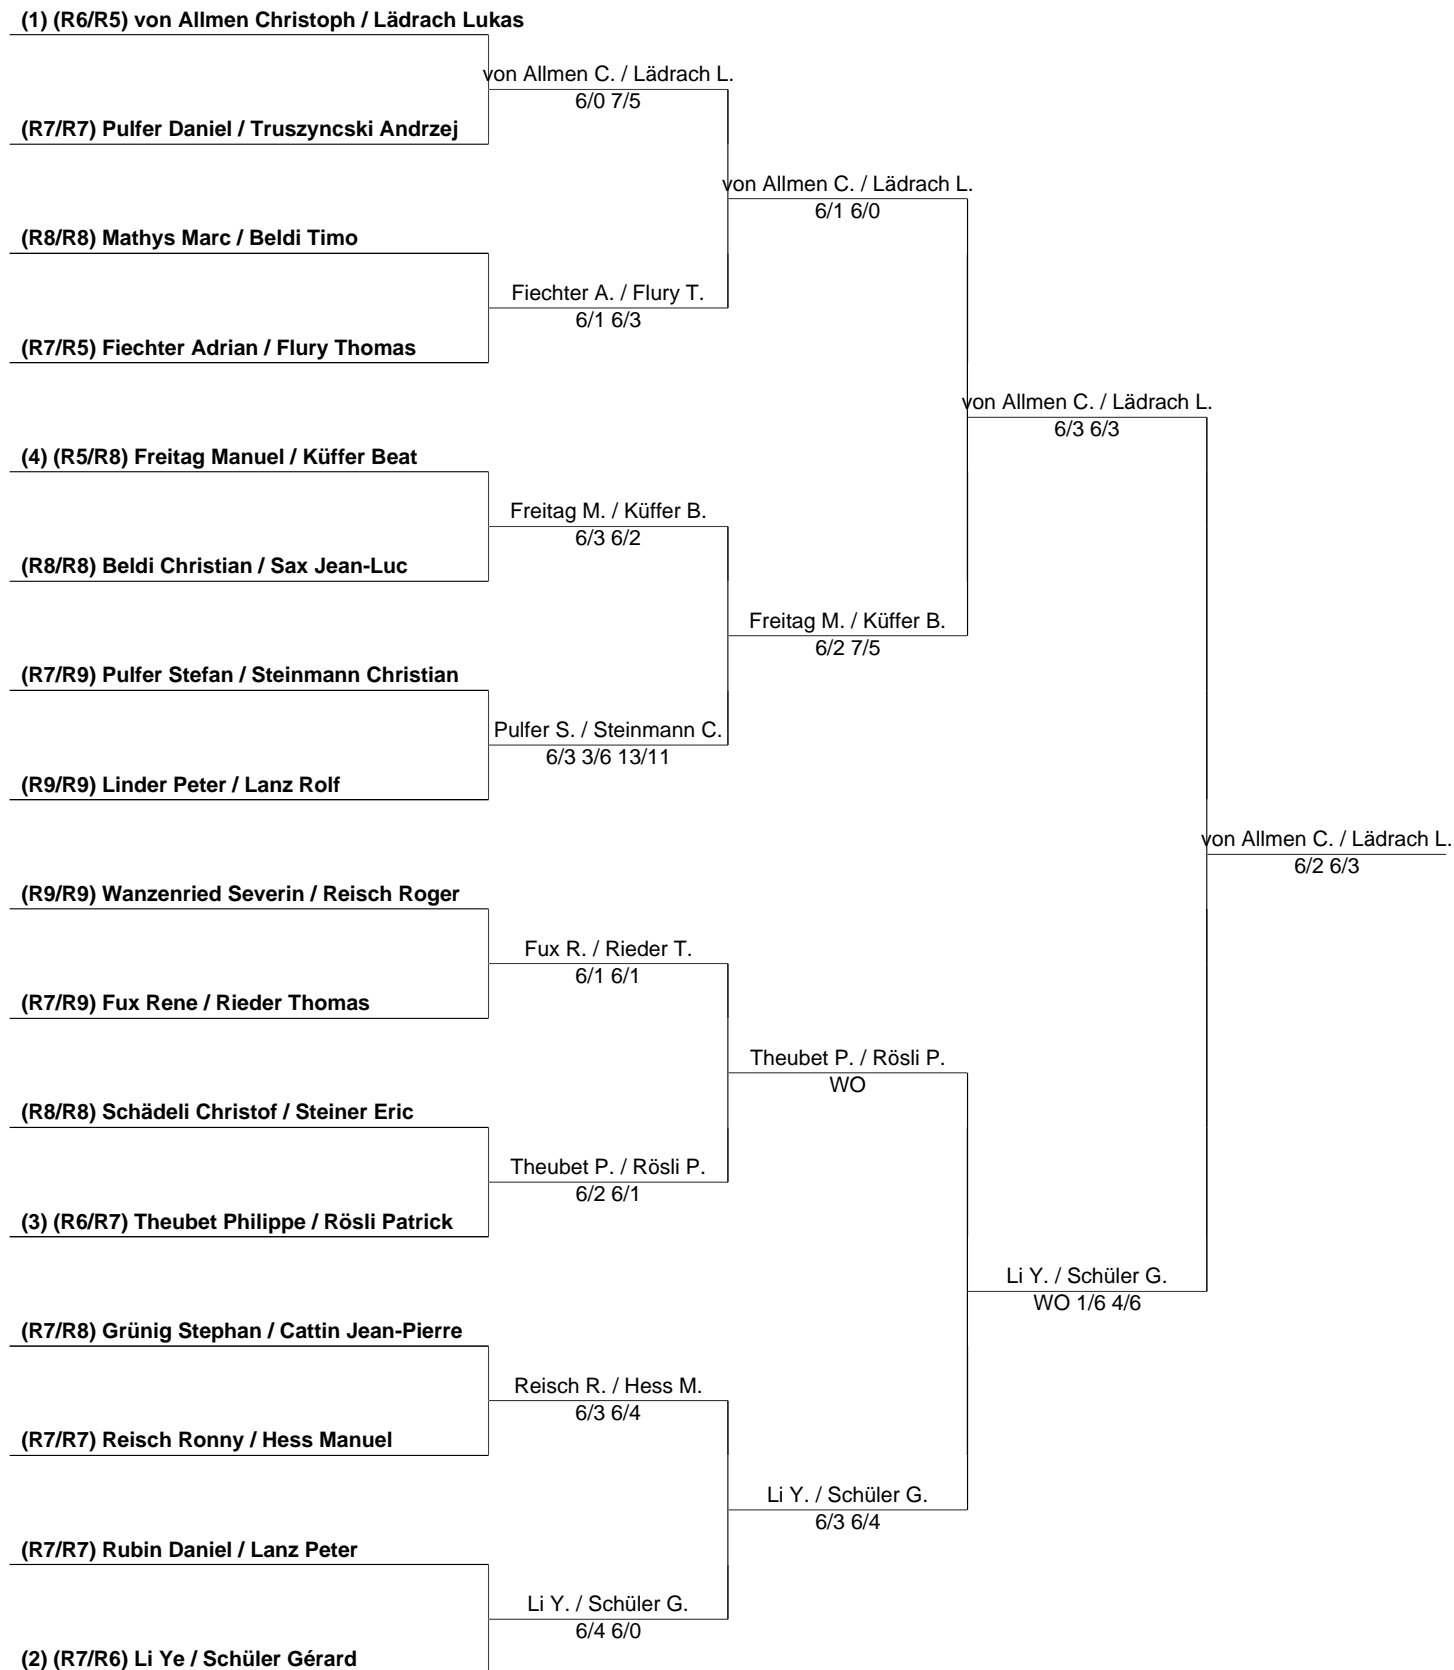 (1) (R6/R5) von Allmen Christoph / Lädrach Lukas
von Allmen C. / Lädrach L.
6/0 7/5
(R7/R7) Pulfer Daniel / Truszyncski Andrzej
von Allmen C. / Lädrach L.
6/1 6/0
(R8/R8) Mathys Marc / Beldi Timo
Fiechter A. / Flury T.
6/1 6/3
(R7/R5) Fiechter Adrian / Flury Thomas
von Allmen C. / Lädrach L.
6/3 6/3
(4) (R5/R8) Freitag Manuel / Küffer Beat
Freitag M. / Küffer B.
6/3 6/2
(R8/R8) Beldi Christian / Sax Jean-Luc
Freitag M. / Küffer B.
6/2 7/5
(R7/R9) Pulfer Stefan / Steinmann Christian
Pulfer S. / Steinmann C.
6/3 3/6 13/11
(R9/R9) Linder Peter / Lanz Rolf
von Allmen C. / Lädrach L.
6/2 6/3
(R9/R9) Wanzenried Severin / Reisch Roger
Fux R. / Rieder T.
6/1 6/1
(R7/R9) Fux Rene / Rieder Thomas
Theubet P. / Rösli P.
WO
(R8/R8) Schädeli Christof / Steiner Eric
Theubet P. / Rösli P.
6/2 6/1
(3) (R6/R7) Theubet Philippe / Rösli Patrick
Li Y. / Schüler G.
WO 1/6 4/6
(R7/R8) Grünig Stephan / Cattin Jean-Pierre
Reisch R. / Hess M.
6/3 6/4
(R7/R7) Reisch Ronny / Hess Manuel
Li Y. / Schüler G.
6/3 6/4
(R7/R7) Rubin Daniel / Lanz Peter
Li Y. / Schüler G.
6/4 6/0
(2) (R7/R6) Li Ye / Schüler Gérard